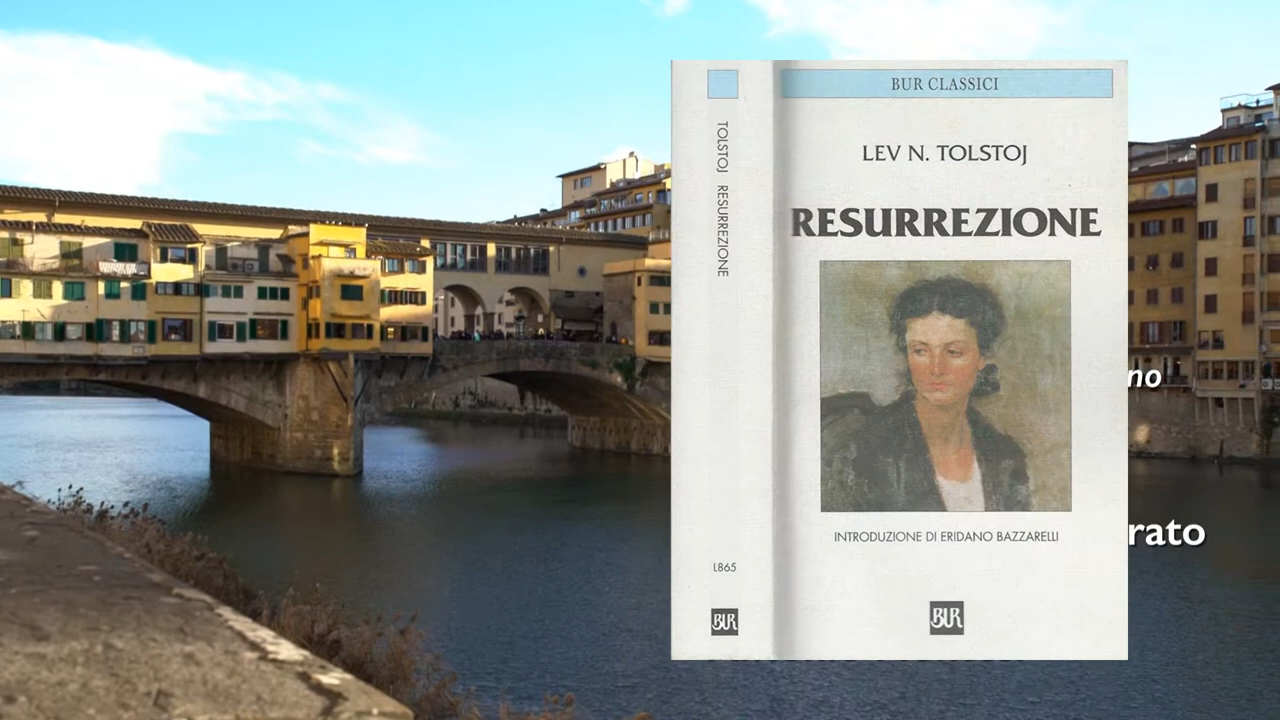 BUR CLASSICI
LEV N. TOLSTOJ
RESURREZIONE
INTRODUZIONE DI ERIDANO BAZZARELLI
BUR
TOLSTOJ RESURREZIONE
L865
BUR
no
rato